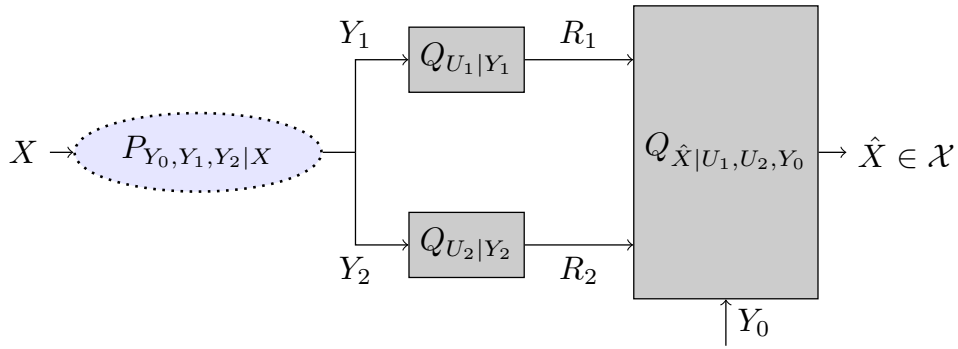 X
P_{Y_0,Y_1,Y_2|X}
Y_1
Q_{U_1|Y_1}
R_1
Y_2
Q_{U_2|Y_2}
R_2
Q_{\hat{X}|U_1,U_2,Y_0}
\hat{X} ∈ \mathcal{X}
Y_0